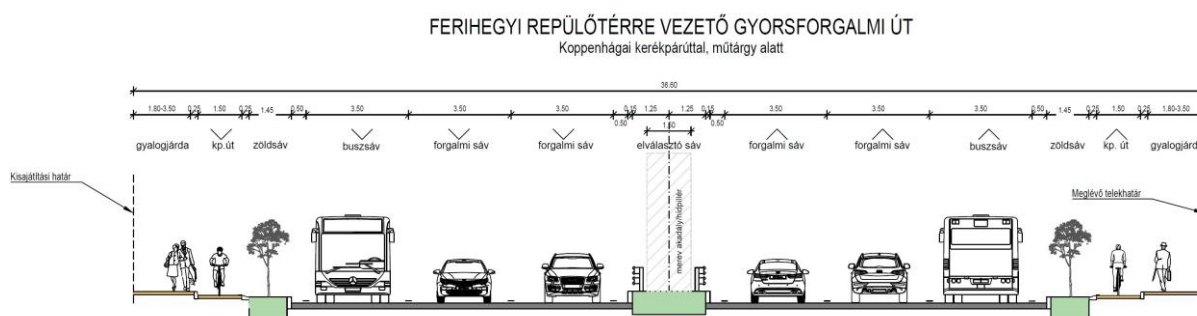 FERIHEGYI REPÜLŐTÉRRE VEZETŐ GYORSFORGALMI ÚT
Koppenhágai kerékpárúttal, műtárgy alatt
36.60
1.80-3.50 0.25 1.50 0.25 1.45 0.50 3.50 3.50 3.50 0.15 1.25 1.25 0.15 3.50 3.50 3.50 0.50 1.45 0.25 1.50 0.25 1.80-3.50
0.50 0.50
gyalogjárda kp.út zöldsáv buszsáv forgalmi sáv forgalmi sáv elválasztó sáv forgalmi sáv forgalmi sáv buszsáv zöldsáv kp. út gyalogjárd
Kisajátítási határ
Meglévő telekhatár
merev akadály/hídpillér